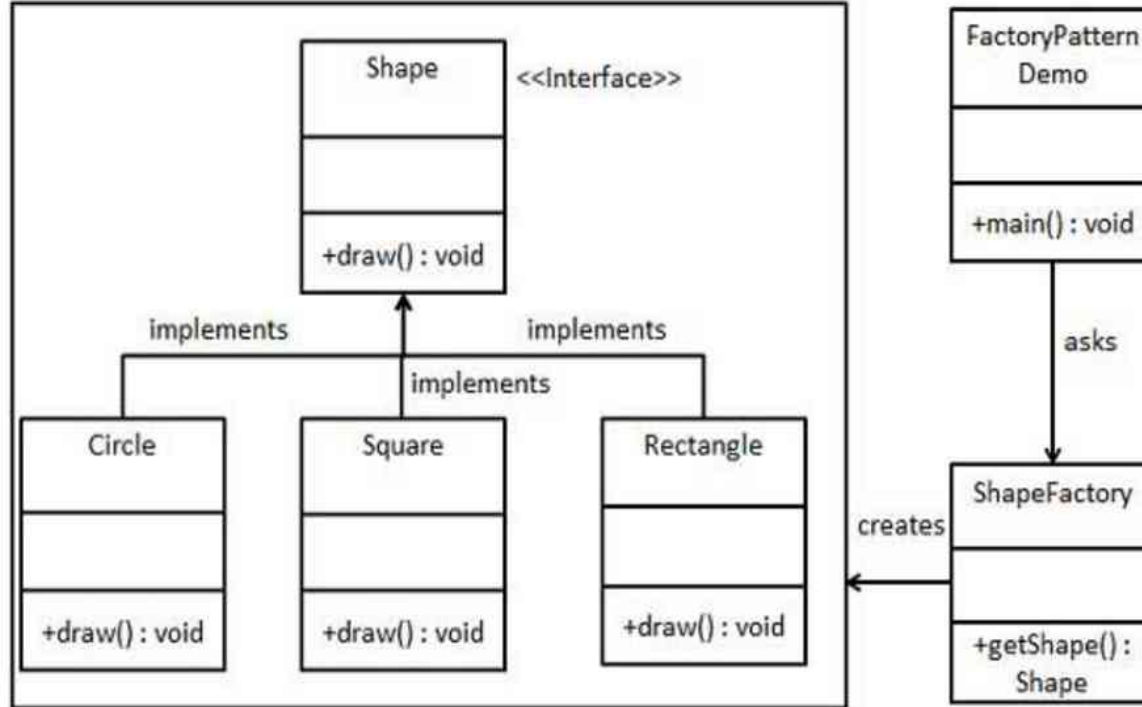 Shape
<<Interface>>
+draw() : void
FactoryPattern
Demo
+main() : void
implements
implements
implements
asks
Circle
+draw() : void
Square
+draw() : void
Rectangle
+draw() : void
creates
ShapeFactory
+getShape() :
Shape